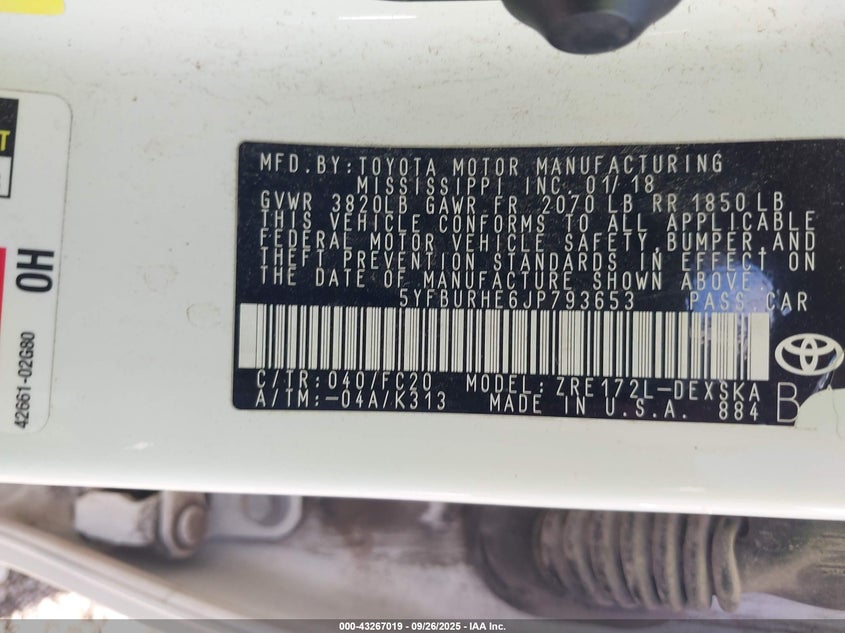 MFD.BY:TOYOTA MOTOR MANUFACTURING
MISSISSIPPI INC. 01/18
GVWR 3820LB GAWR FR 2070 LB RR 1850 LB
THIS VEHICLE CONFORMS TO ALL APPLICABLE
FEDERAL MOTOR VEHICLE SAFETY,BUMPER,AND
THEFT PREVENTION STANDARDS IN EFFECT ON
THE DATE OF MANUFACTURE SHOWN ABOVE.
5YFBURHE6JP793653 PASS.CAR
C/TR:040/FC20 MODEL:ZRE172L-DEXSKA
A/TM:-04A/K313 MADE IN U.S.A. 884
B
OH
42661-02G80
000-43267019 - 09/26/2025 - IAA Inc.